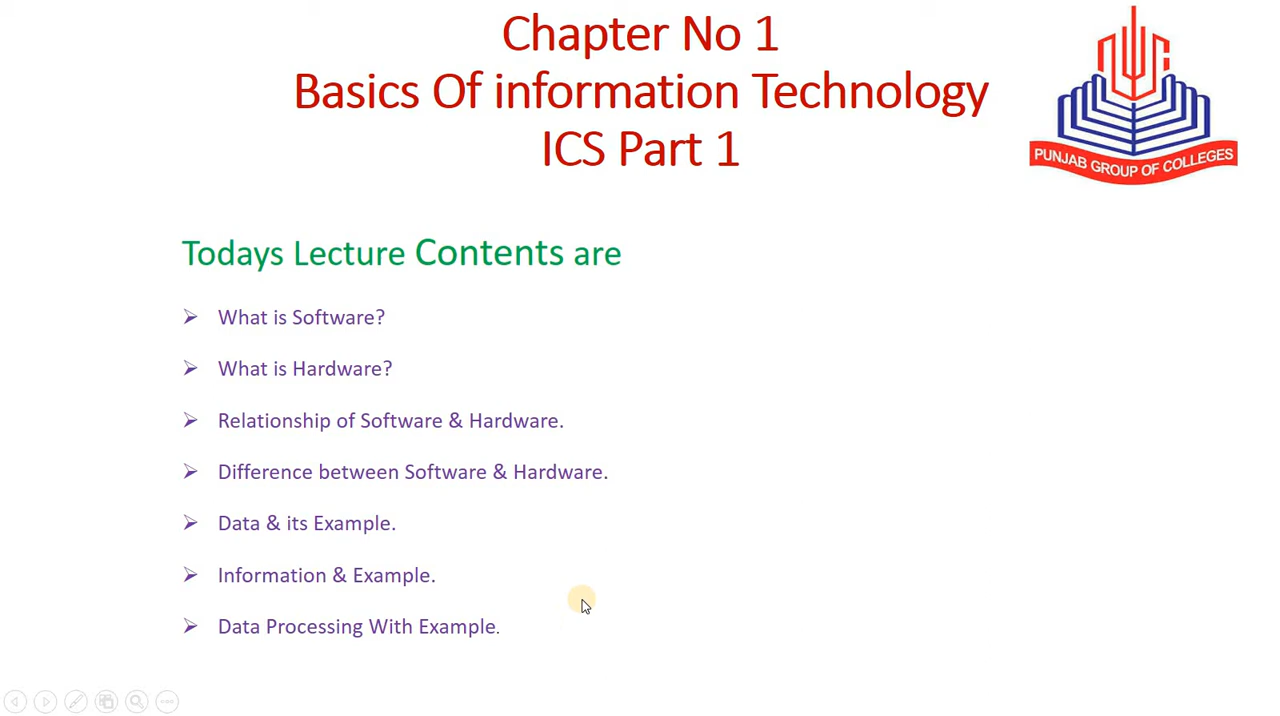 Chapter No 1
Basics Of information Technology
ICS Part 1
PUNJAB GROUP OF COLLEGES
Todays Lecture Contents are
➢ What is Software?
➢ What is Hardware?
➢ Relationship of Software & Hardware.
➢ Difference between Software & Hardware.
➢ Data & its Example.
➢ Information & Example.
➢ Data Processing With Example.